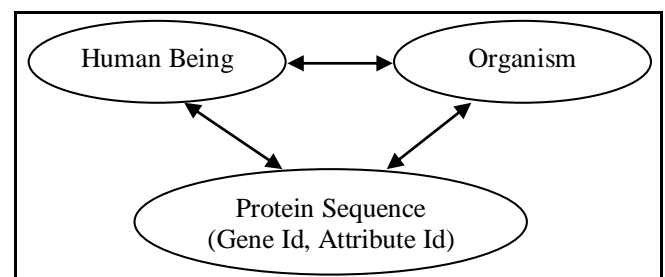 Human Being
Organism
Protein Sequence
(Gene Id, Attribute Id)